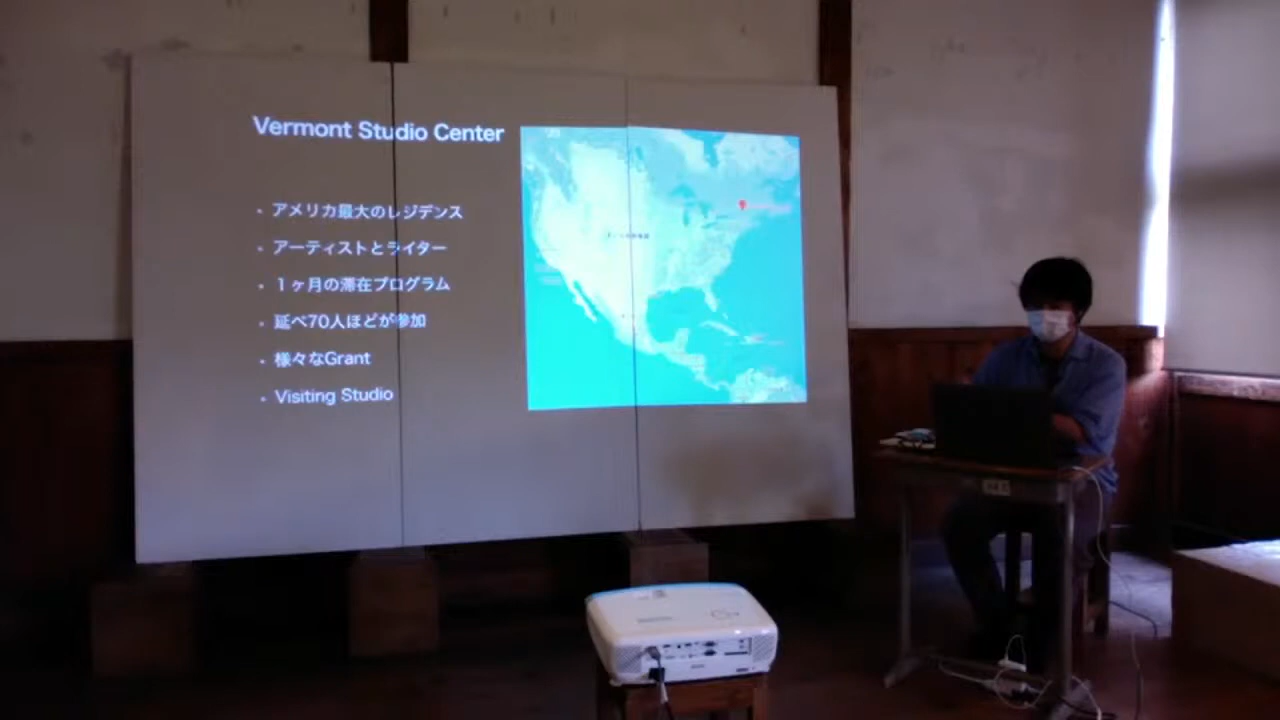 Vermont Studio Center
・アメリカ最大のレジデンス
・アーティストとライター
・１ヶ月の滞在プログラム
・延べ70人ほどが参加
・様々なGrant
・Visiting Studio